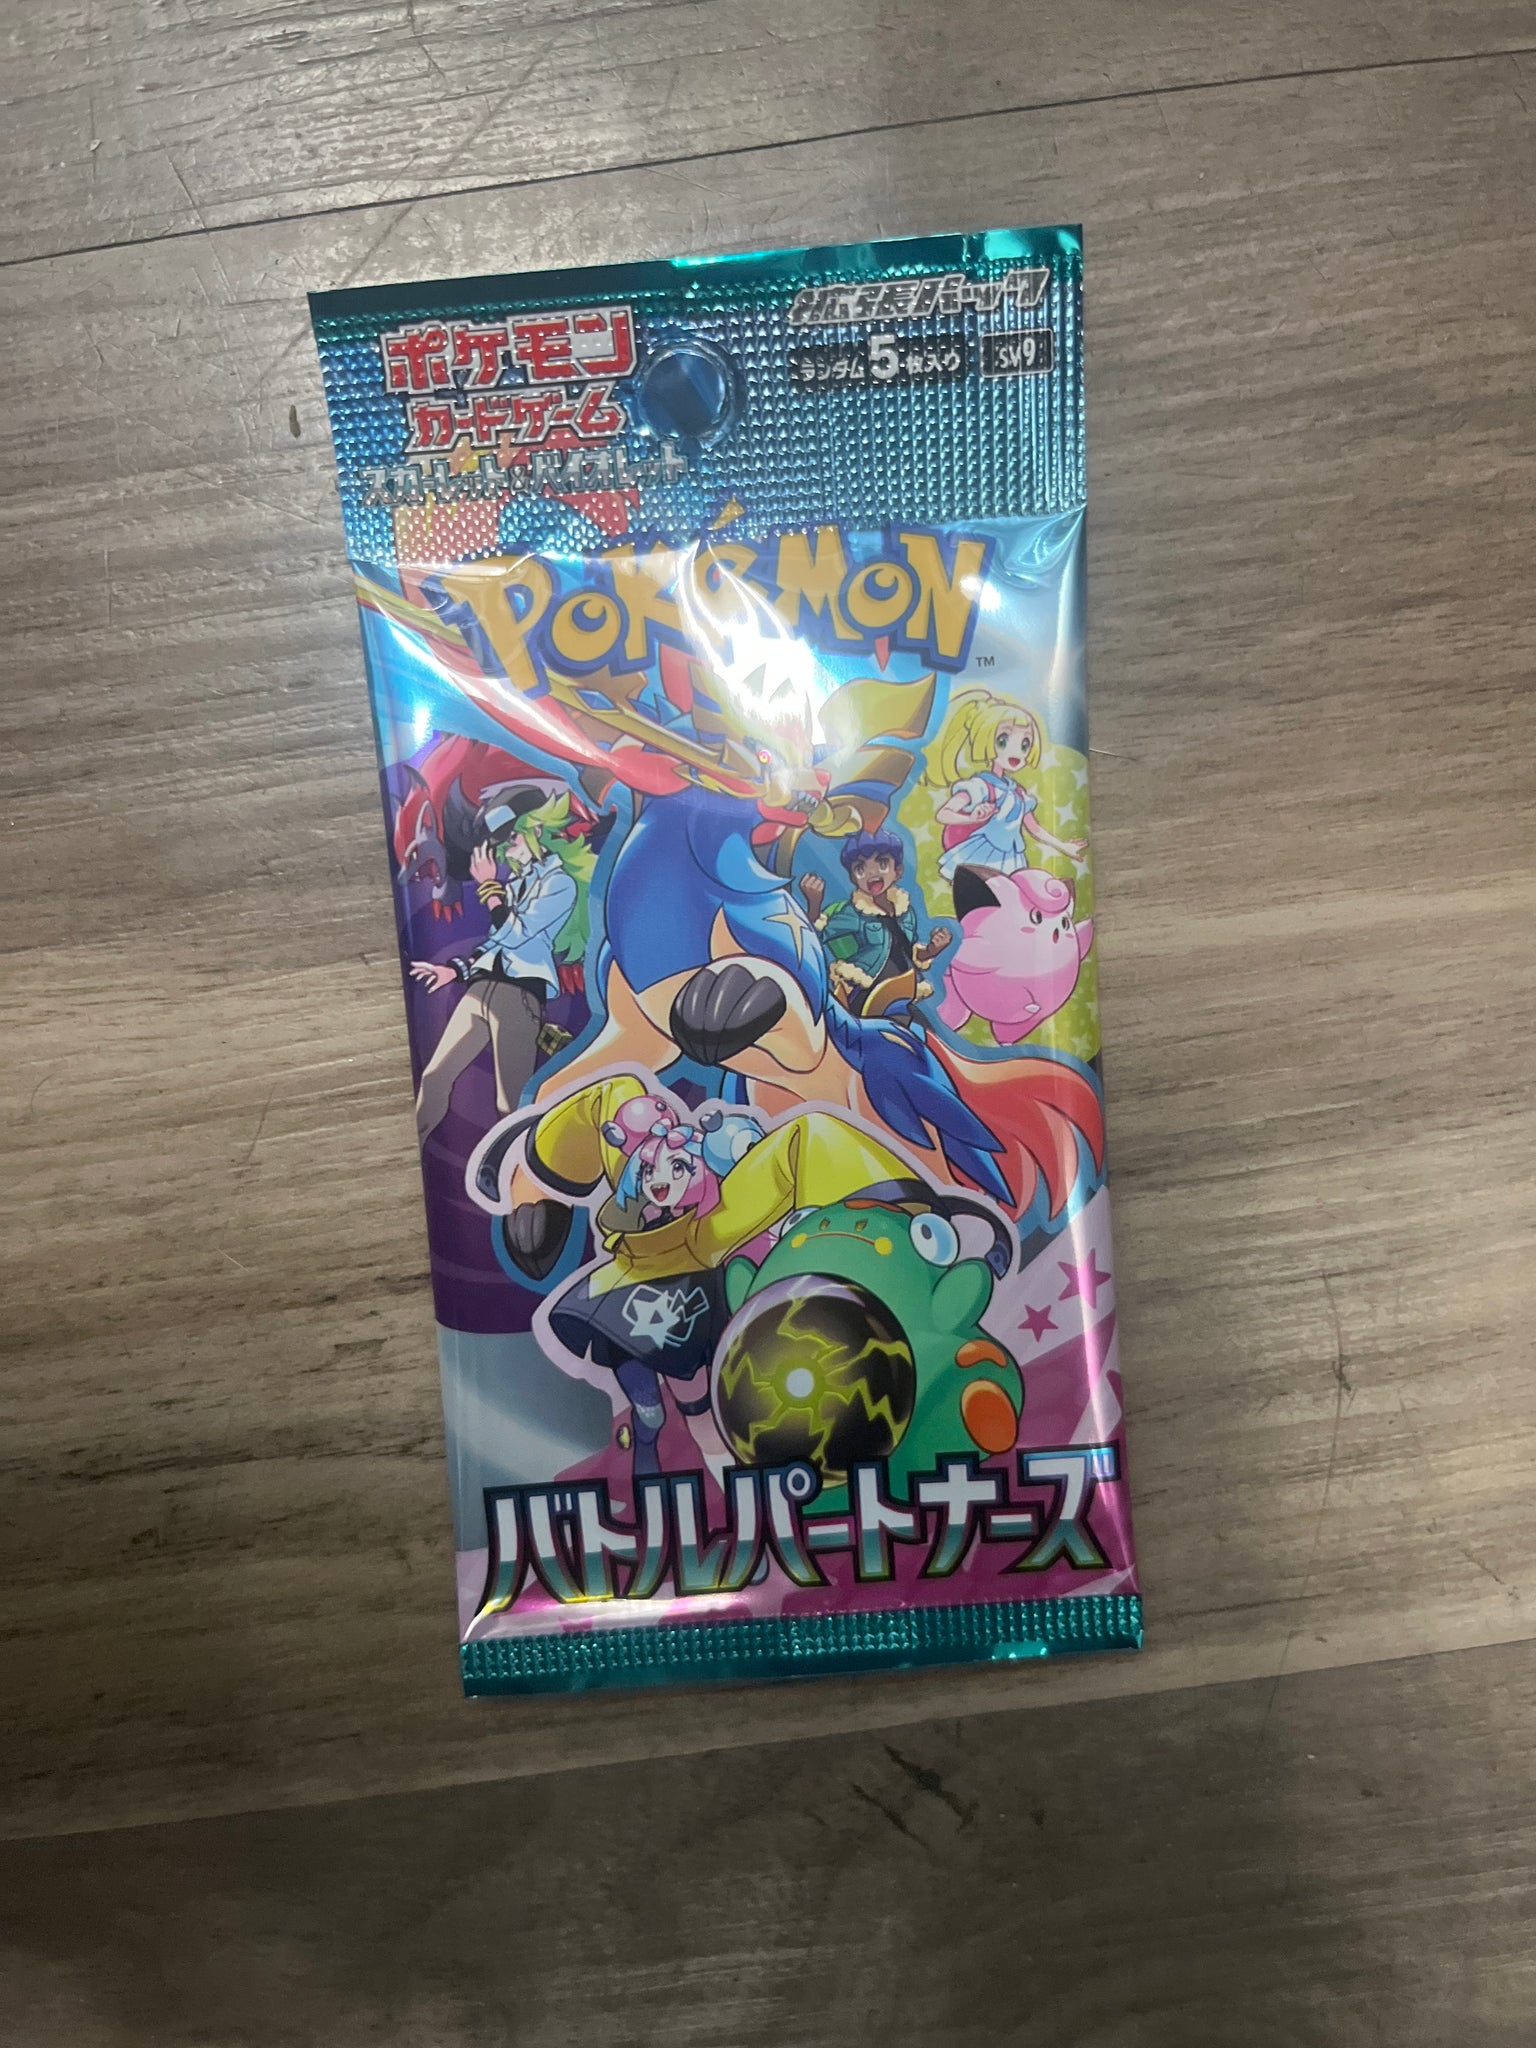 ポケモン
カードゲーム
スカーレット&バイオレット
拡張パック
ランダム5枚入り
SV9
POKéMON
TM
バトルパートナーズ